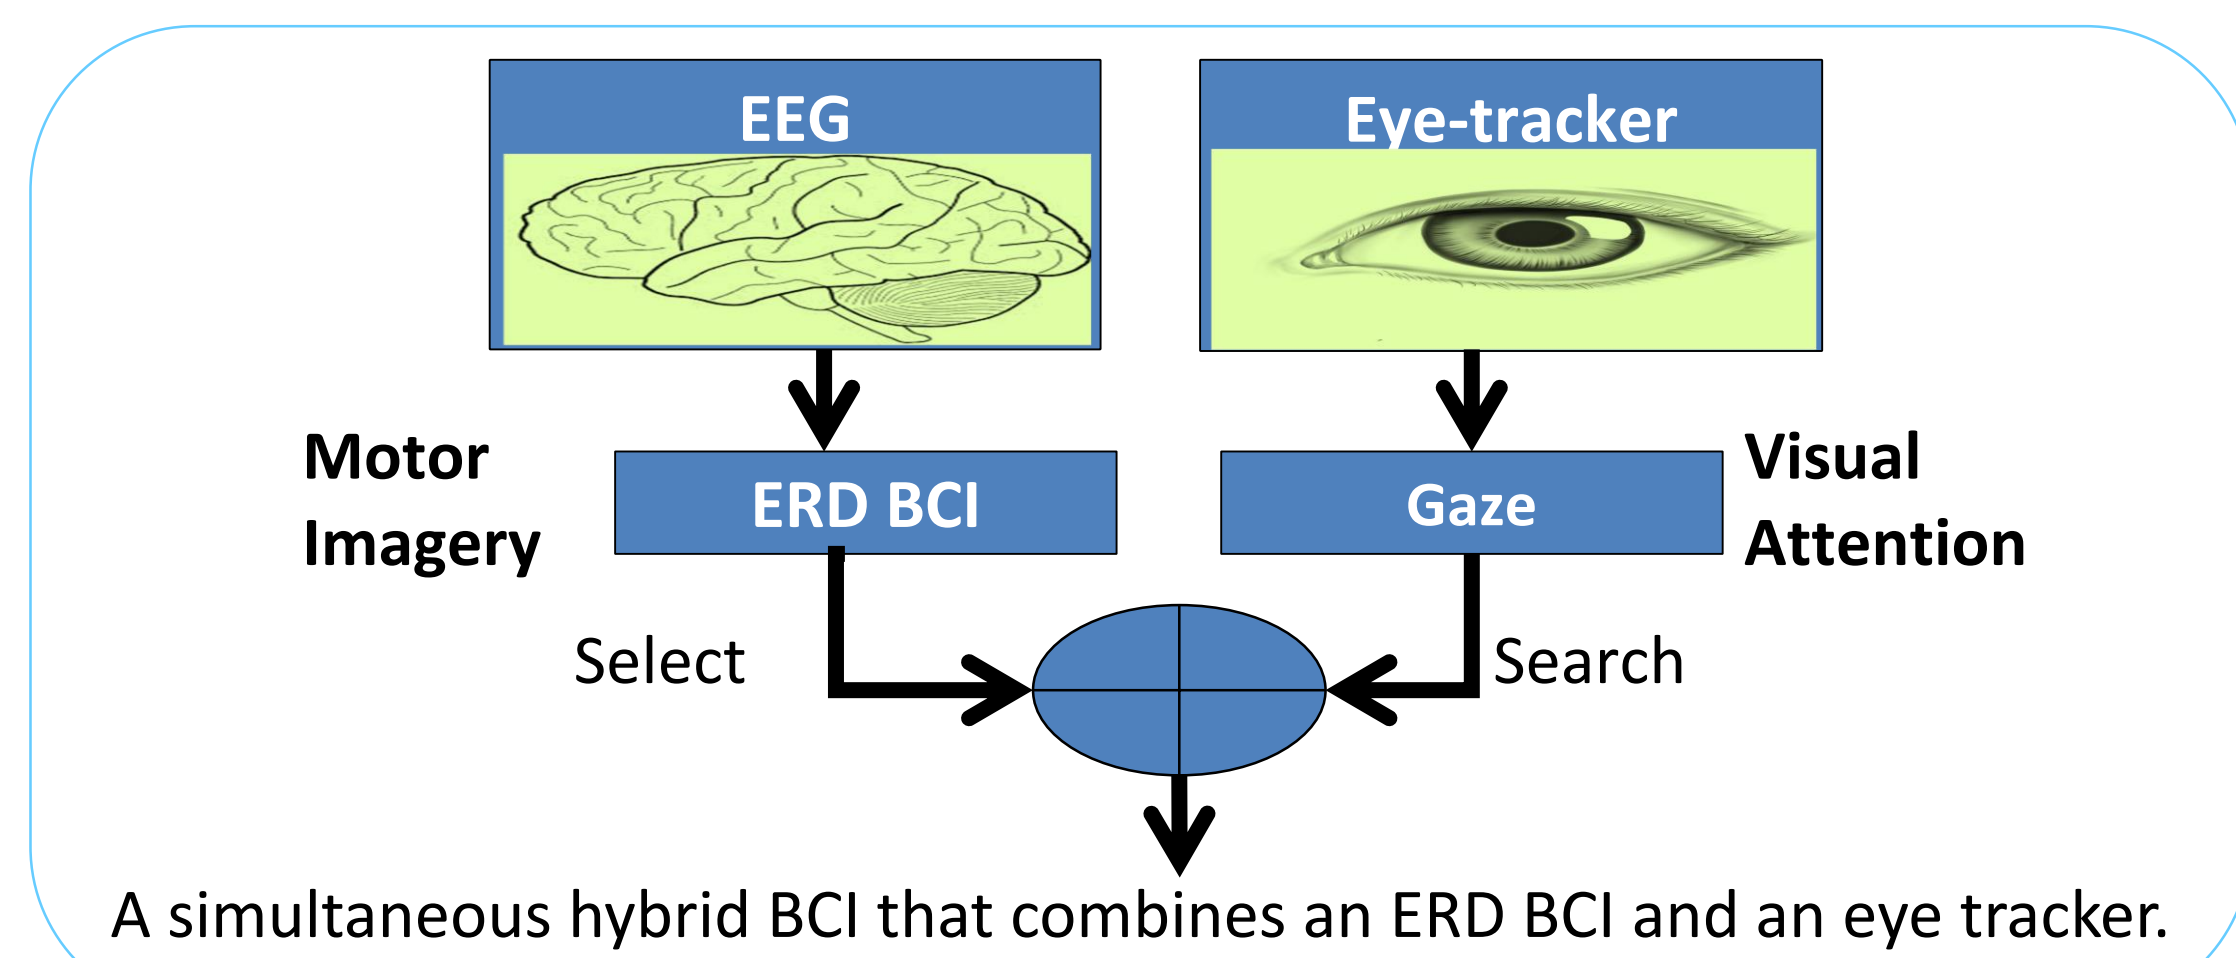 EEG
Eye-tracker
Motor
Imagery
ERD BCI
Gaze
Visual
Attention
Select
Search
A simultaneous hybrid BCI that combines an ERD BCI and an eye tracker.